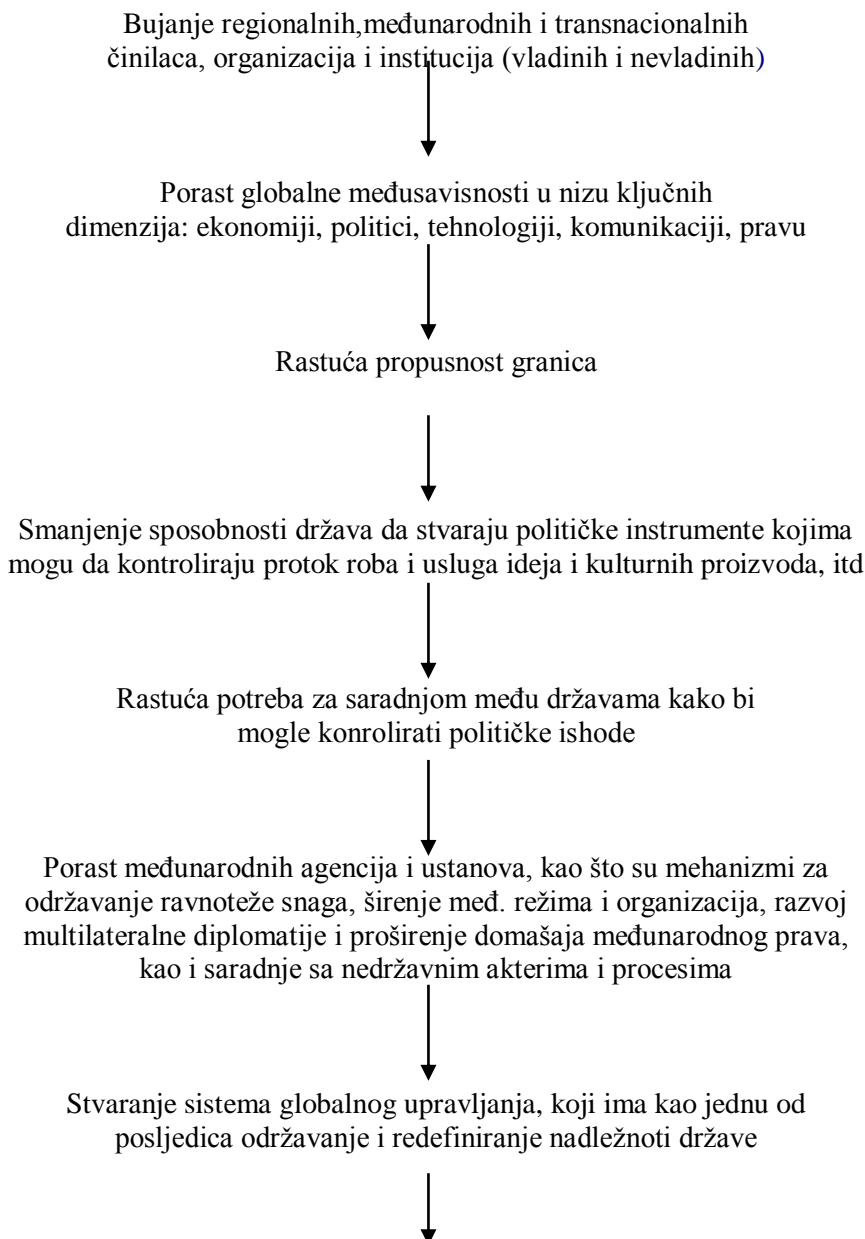 Bujanje regionalnih,međunarodnih i transnacionalnih
činilaca, organizacija i institucija (vladinih i nevladinih)
Porast globalne međusavisnosti u nizu ključnih
dimenzija: ekonomiji, politici, tehnologiji, komunikaciji, pravu
Rastuća propusnost granica
Smanjenje sposobnosti država da stvaraju političke instrumente kojima
mogu da kontroliraju protok roba i usluga ideja i kulturnih proizvoda, itd
Rastuća potreba za saradnjom među državama kako bi
mogle konrolirati političke ishode
Porast međunarodnih agencija i ustanova, kao što su mehanizmi za
održavanje ravnoteže snaga, širenje međ. režima i organizacija, razvoj
multilateralne diplomatije i proširenje domašaja međunarodnog prava,
kao i saradnje sa nedržavnim akterima i procesima
Stvaranje sistema globalnog upravljanja, koji ima kao jednu od
posljedica održavanje i redefiniranje nadležnoti države